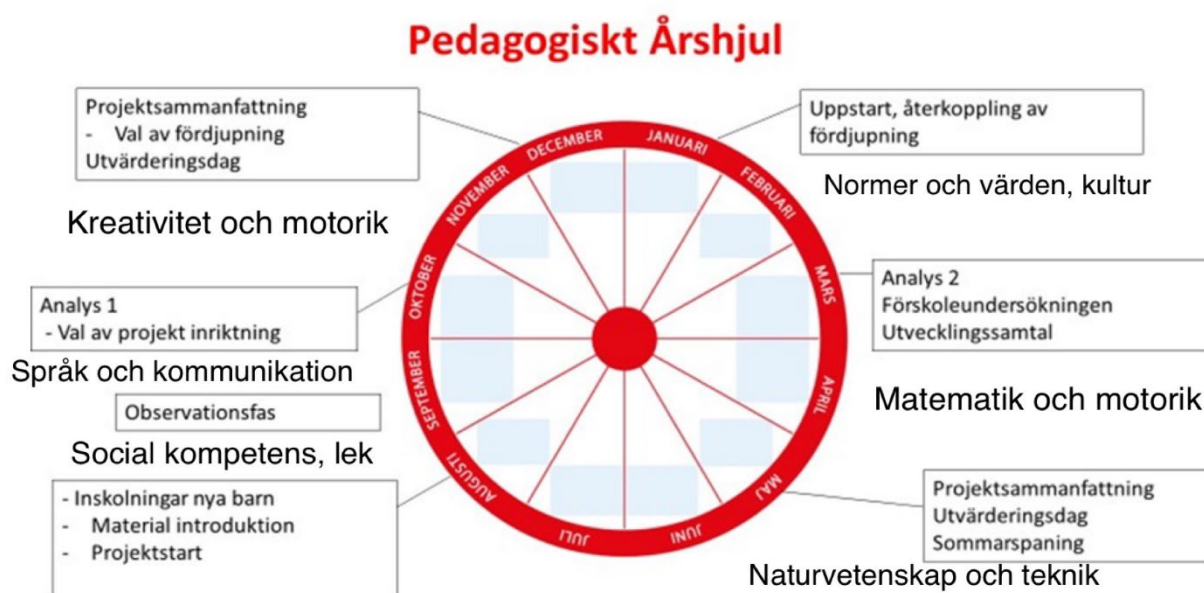 Pedagogiskt Årshjul
Projektsammanfattning
- Val av fördjupning
Utvärderingsdag
Kreativitet och motorik
Analys 1
- Val av projekt inriktning
Språk och kommunikation
Observationsfas
Social kompetens, lek
- Inskolningar nya barn
- Material introduktion
- Projektstart
JANUARI
FEBRUARI
MARS
APRIL
MAJ
JUNI
JULI
AUGUSTI
SEPTEMBER
OKTOBER
NOVEMBER
DECEMBER
Uppstart, återkoppling av
fördjupning
Normer och värden, kultur
Analys 2
Förskoleundersökningen
Utvecklingssamtal
Matematik och motorik
Projektsammanfattning
Utvärderingsdag
Sommarspaning
Naturvetenskap och teknik